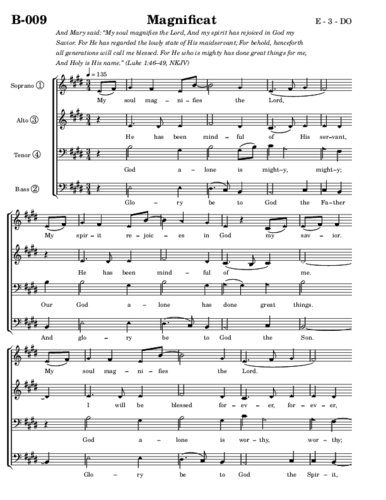 B-009 Magnificat E - 3 - DO
And Mary said: "My soul magnifies the Lord, And my spirit has rejoiced in God my
Savior. For He has regarded the lowly state of His maidservant; For behold, henceforth
all generations will call me blessed. For He who is mighty has done great things for me,
And Holy is His name." (Luke 1:46-49, NKJV)
♩ = 135
Soprano ①
My soul mag - ni - fies the Lord,
Alto ③
He has been mind - ful of His servant,
Tenor ④
God a - lone is might-y, might-y;
Bass ②
Glo - ry be to God the Father
My spir - it re - joic - es in God my sav - ior.
He has been mind - ful of me.
Our God a - lone has done great things.
And glo - ry be to God the Son.
My soul mag - ni - fies the Lord.
I will be blessed for - ev - er, for - ev - er,
God a - lone is wor - thy, wor - thy;
Glo - ry be to God the Spir - it,